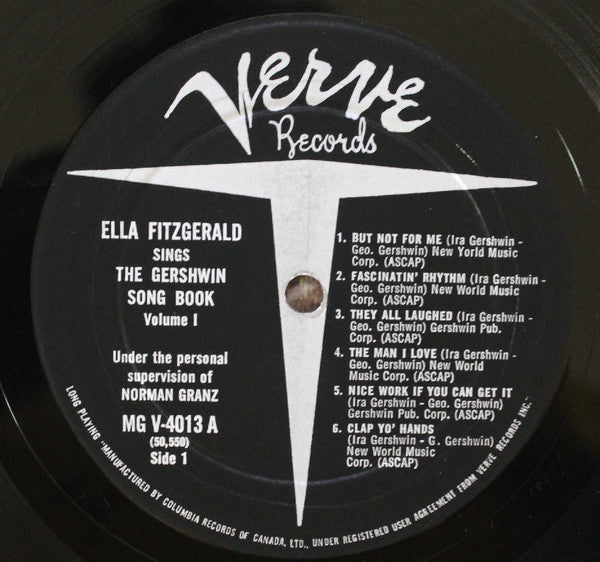 Verve
Records
ELLA FITZGERALD
SINGS
THE GERSHWIN
SONG BOOK
Volume I
Under the personal
supervision of
NORMAN GRANZ
MG V-4013 A
(50,550)
Side 1
1. BUT NOT FOR ME (Ira Gershwin -
Geo. Gershwin) New Yorld Music
Corp. (ASCAP)
2. FASCINATIN' RHYTHM (Ira Gershwin -
Geo. Gershwin) New World Music
Corp. (ASCAP)
3. THEY ALL LAUGHED (Ira Gershwin -
Geo. Gershwin) Gershwin Pub.
Corp. (ASCAP)
4. THE MAN I LOVE (Ira Gershwin -
Geo. Gershwin) New World
Music Corp. (ASCAP)
5. NICE WORK IF YOU CAN GET IT
(Ira Gershwin - Geo. Gershwin)
Gershwin Pub. Corp. (ASCAP)
6. CLAP YO' HANDS
(Ira Gershwin - G. Gershwin)
New World Music
Corp. (ASCAP)
LONG PLAYING "MANUFACTURED BY COLUMBIA RECORDS OF CANADA, LTD., UNDER REGISTERED USER AGREEMENT FROM VERVE RECORDS INC."